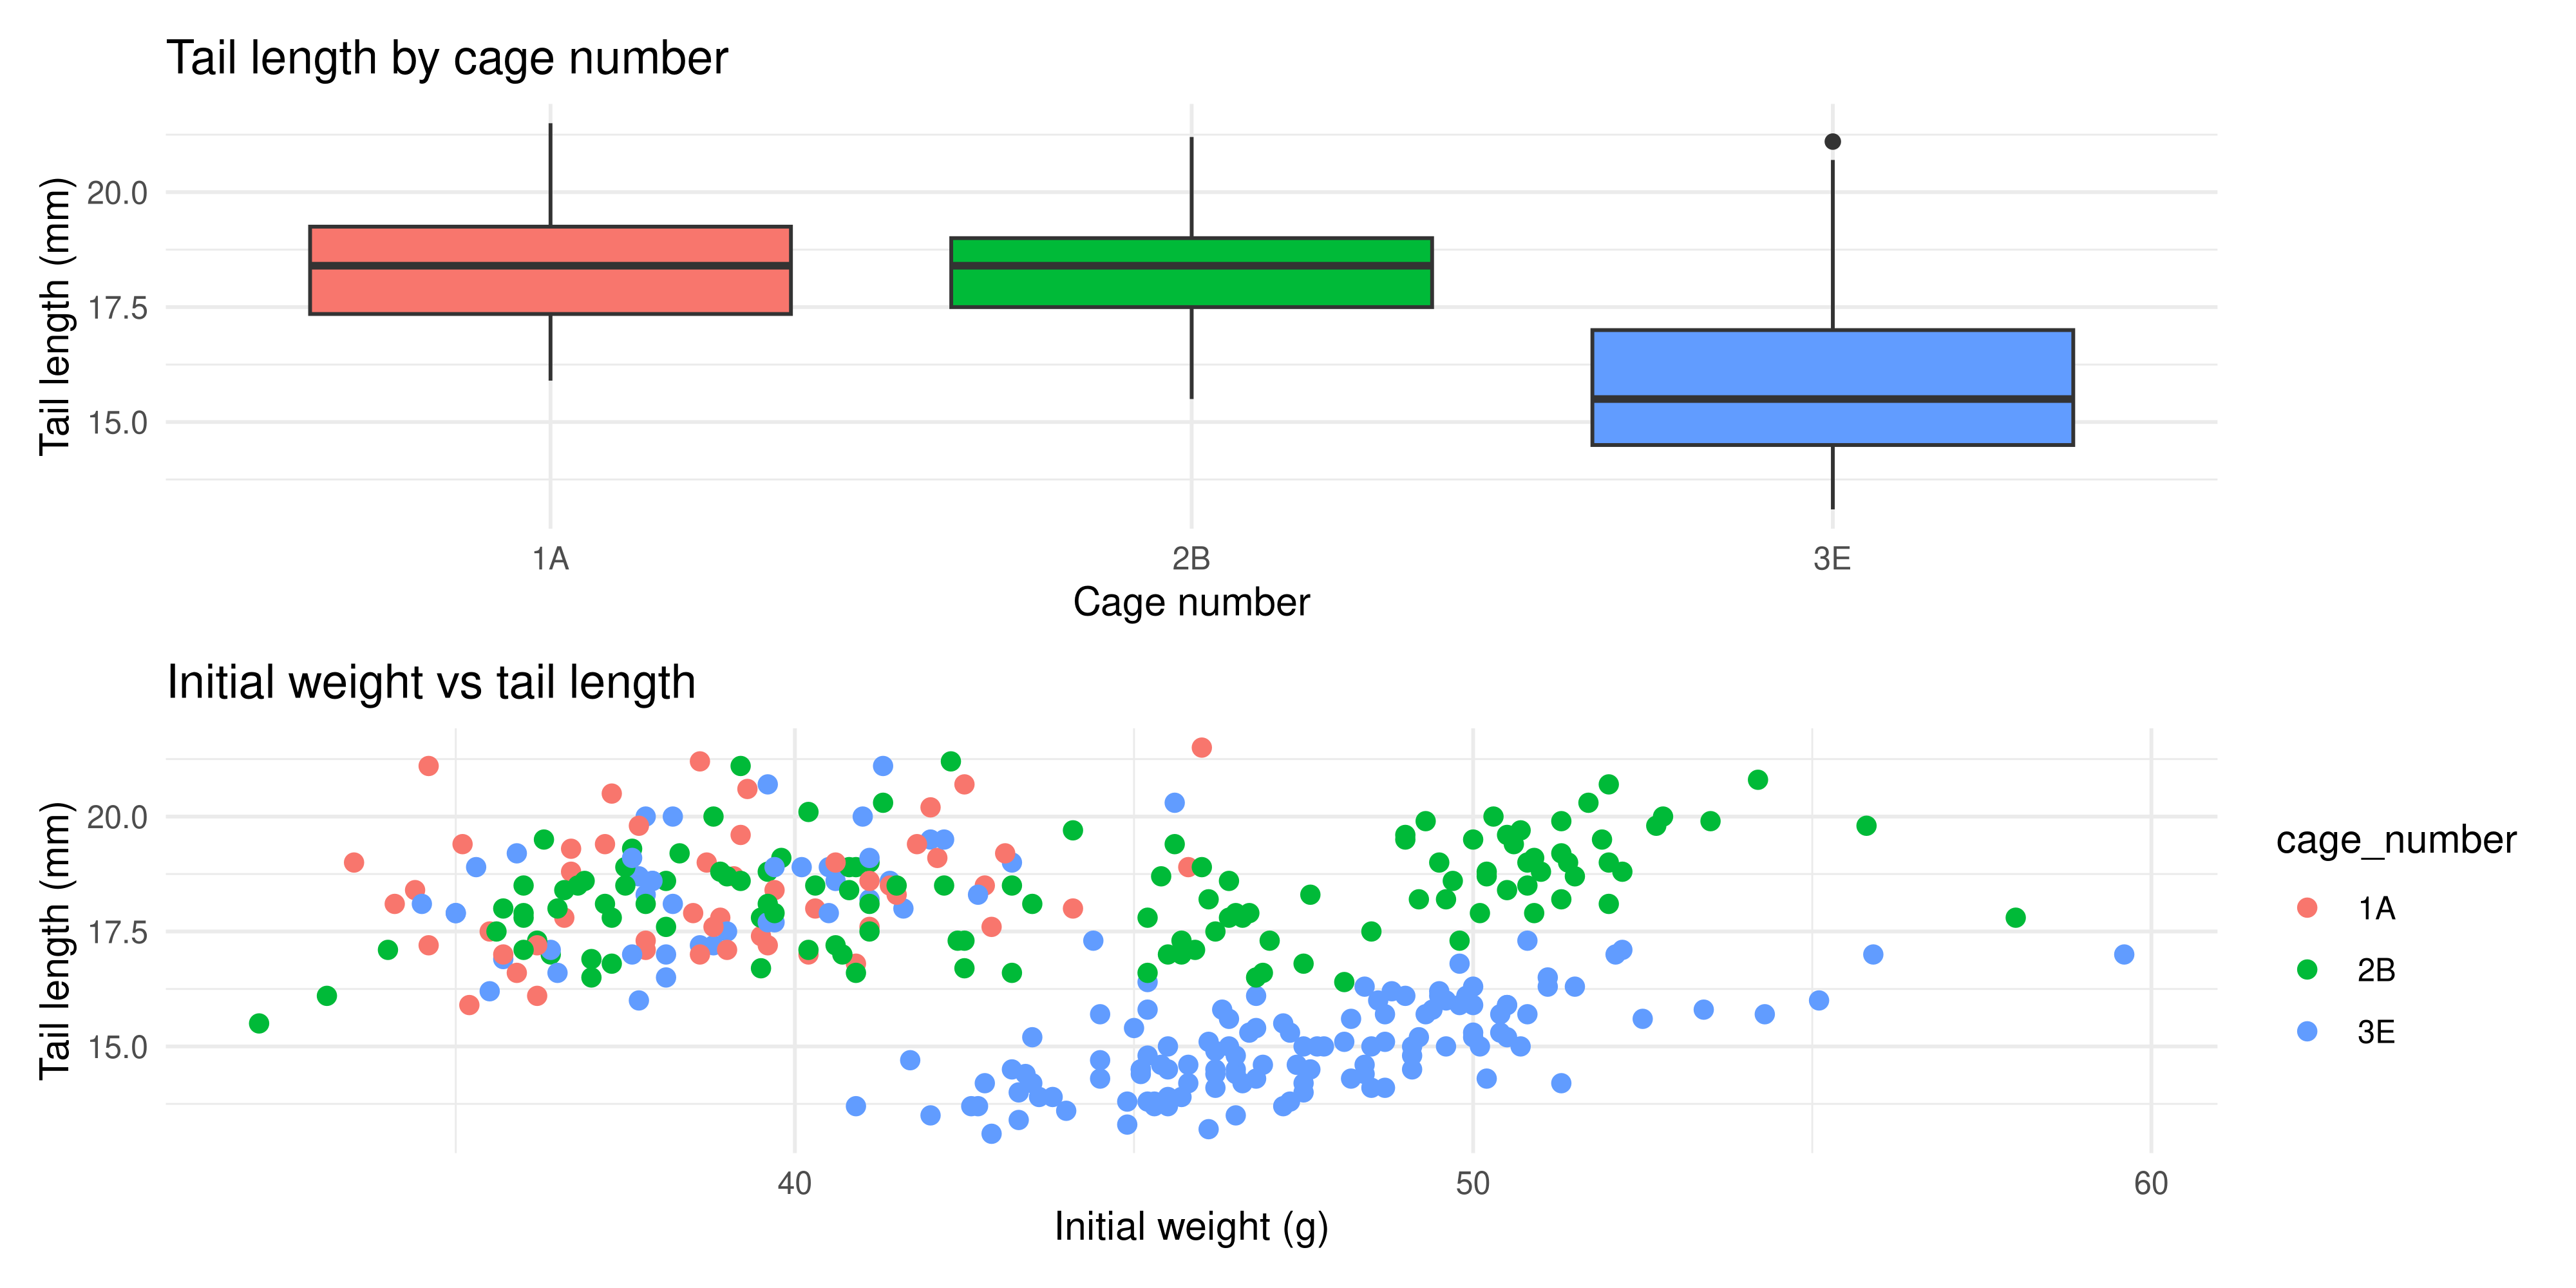 Tail length by cage number
Tail length (mm)
20.0
17.5
15.0
1A
2B
3E
Cage number
Initial weight vs tail length
Tail length (mm)
20.0
17.5
15.0
40
50
60
Initial weight (g)
cage_number
1A
2B
3E